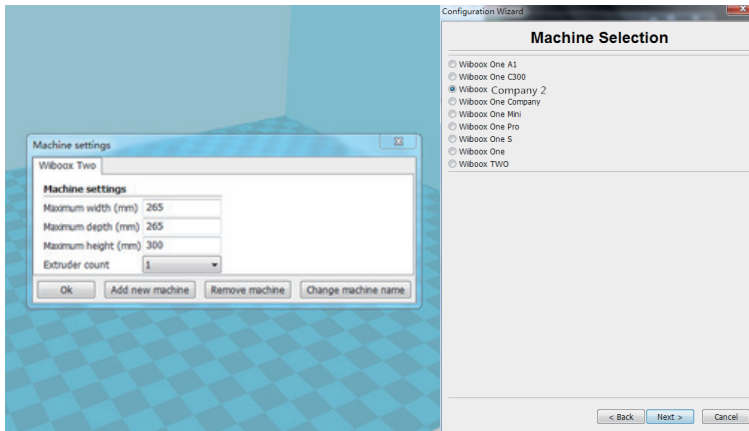 Machine settings
Wiboox Two
Machine settings
Maximum width (mm) 265
Maximum depth (mm) 265
Maximum height (mm) 300
Extruder count 1
Ok Add new machine Remove machine Change machine name
Configuration Wizard
Machine Selection
Wiboox One A1
Wiboox One C300
Wiboox Company 2
Wiboox One Company
Wiboox One Mini
Wiboox One Pro
Wiboox One S
Wiboox One
Wiboox TWO
< Back Next > Cancel